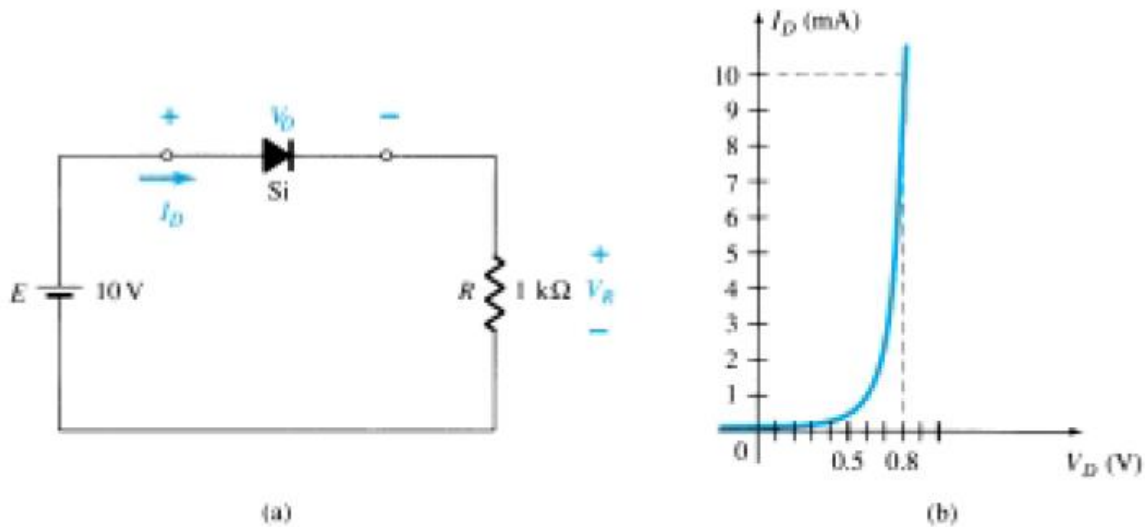 + V_D −
Si
I_D
E 10 V
R 1 kΩ
+
V_R
−
(a)
I_D (mA)
10
9
8
7
6
5
4
3
2
1
0
0.5 0.8
V_D (V)
(b)